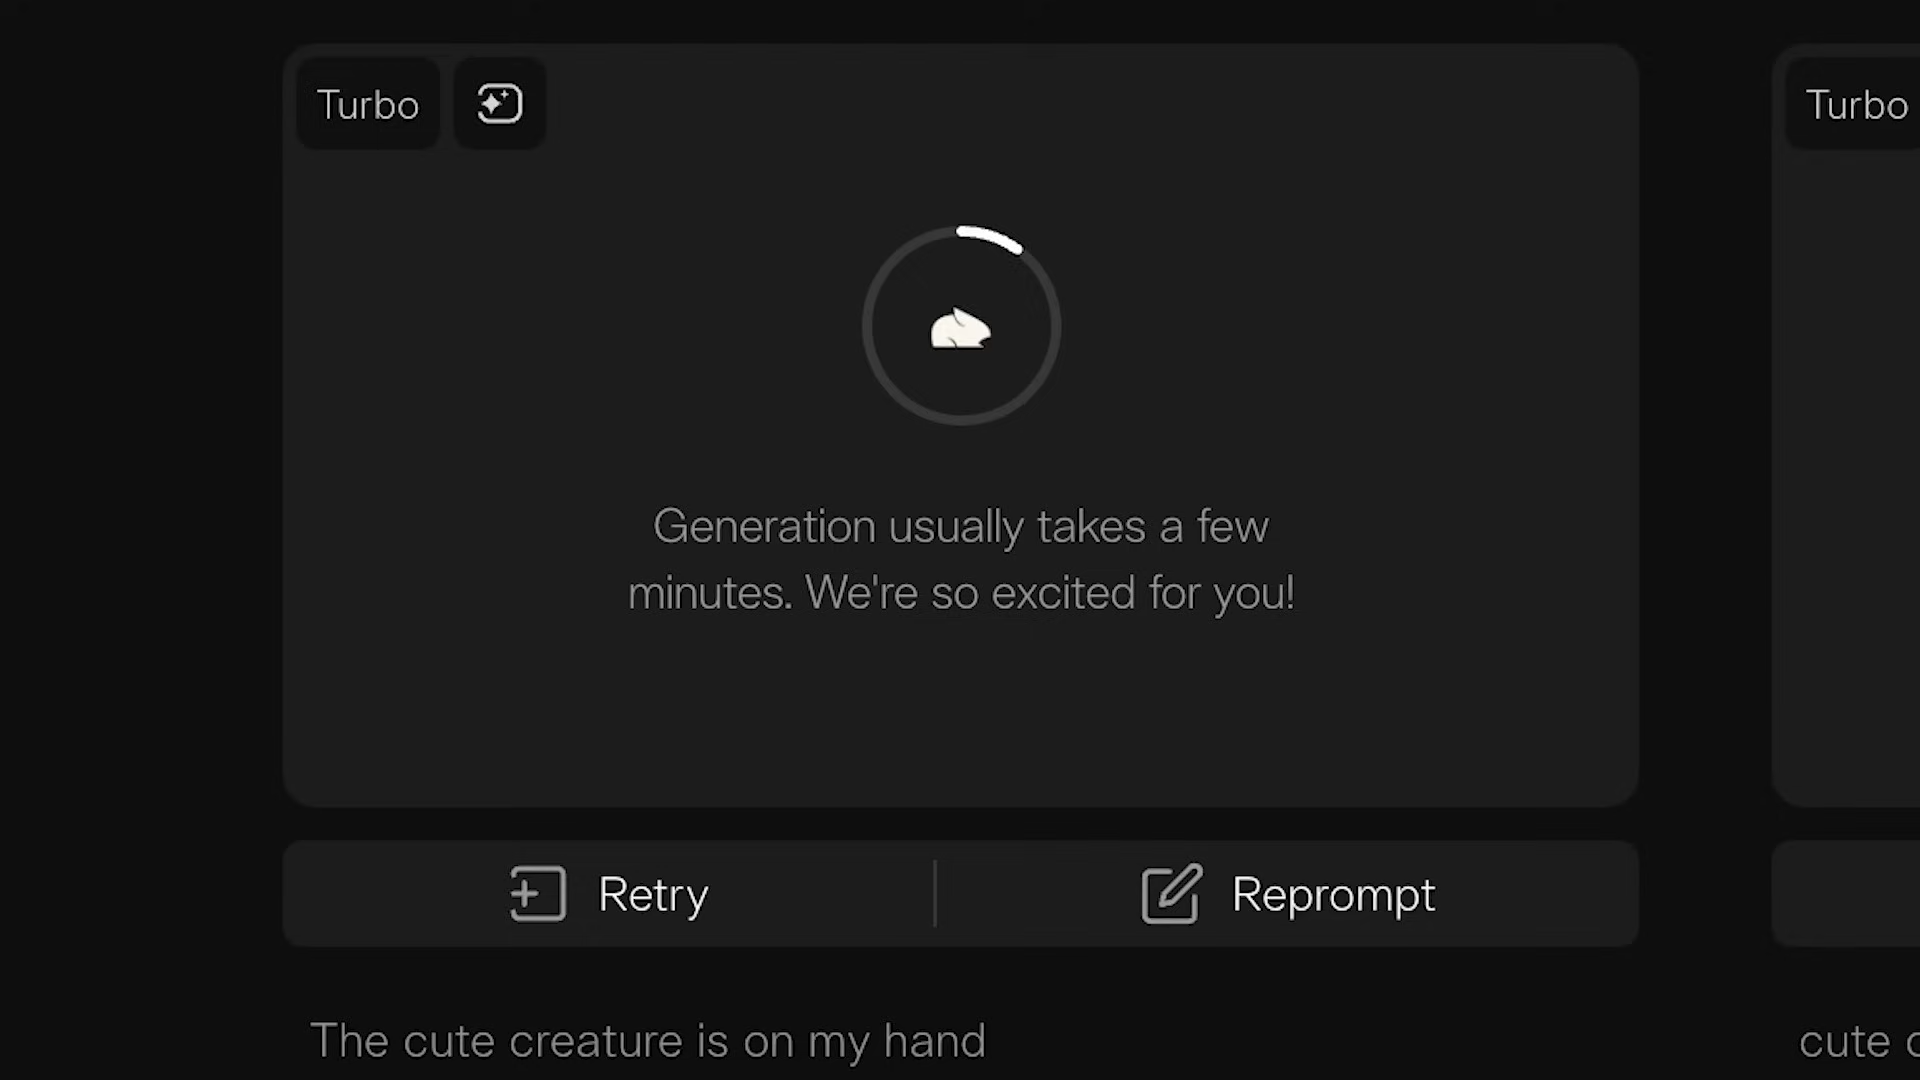 Turbo
Turbo
Generation usually takes a few
minutes. We're so excited for you!
Retry
Reprompt
The cute creature is on my hand
cute